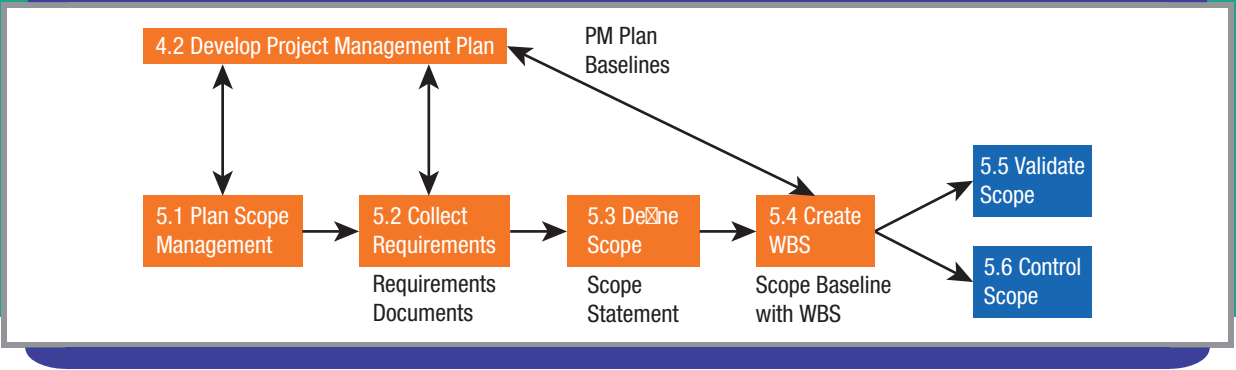 4.2 Develop Project Management Plan
PM Plan
Baselines
5.1 Plan Scope
Management
5.2 Collect
Requirements
Requirements
Documents
5.3 De☒ne
Scope
Scope
Statement
5.4 Create
WBS
Scope Baseline
with WBS
5.5 Validate
Scope
5.6 Control
Scope